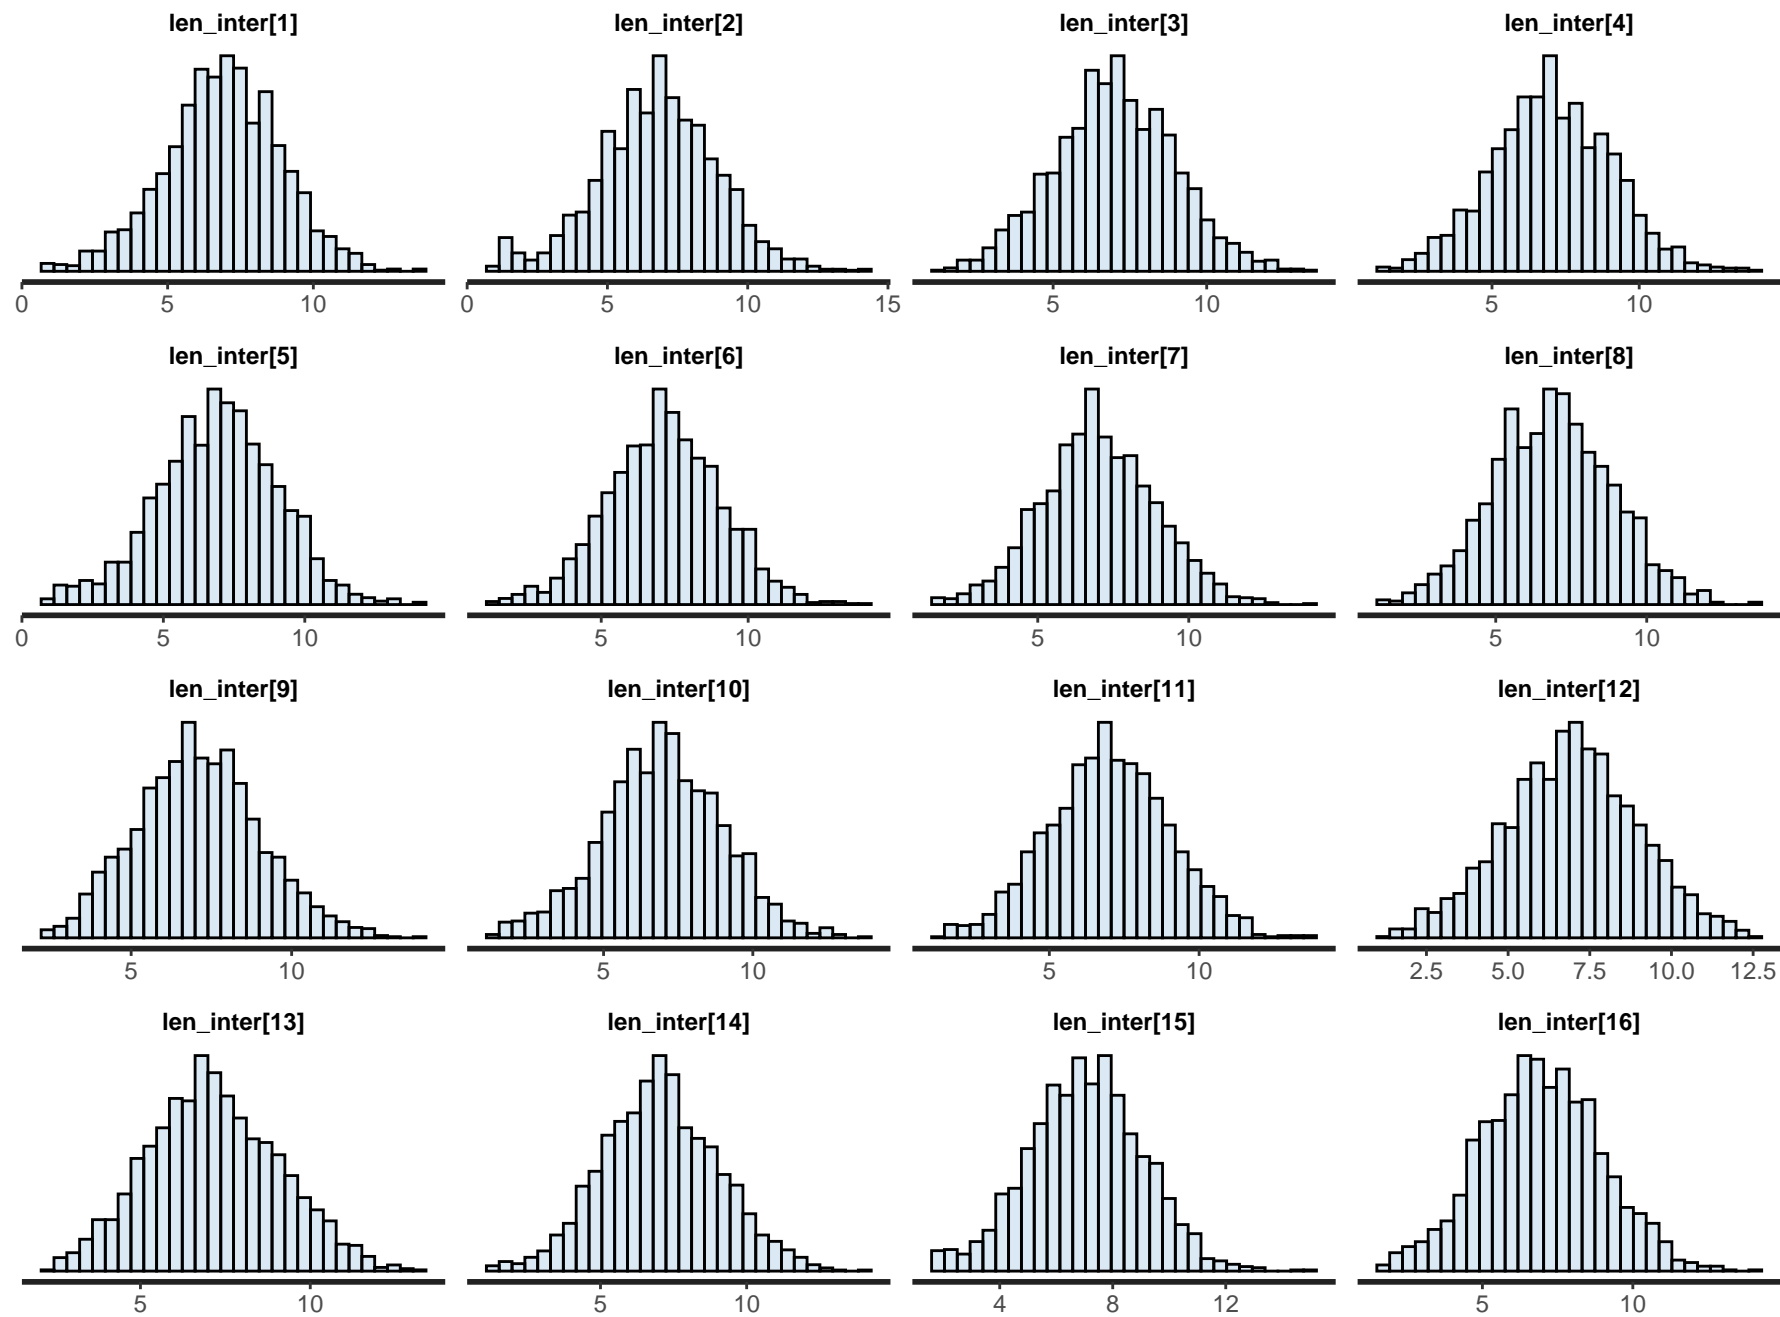 len_inter[1] len_inter[2] len_inter[3] len_inter[4]
0 5 10 0 5 10 15 5 10 5 10
len_inter[5] len_inter[6] len_inter[7] len_inter[8]
0 5 10 5 10 5 10 5 10
len_inter[9] len_inter[10] len_inter[11] len_inter[12]
5 10 5 10 5 10 2.5 5.0 7.5 10.0 12.5
len_inter[13] len_inter[14] len_inter[15] len_inter[16]
5 10 5 10 4 8 12 5 10